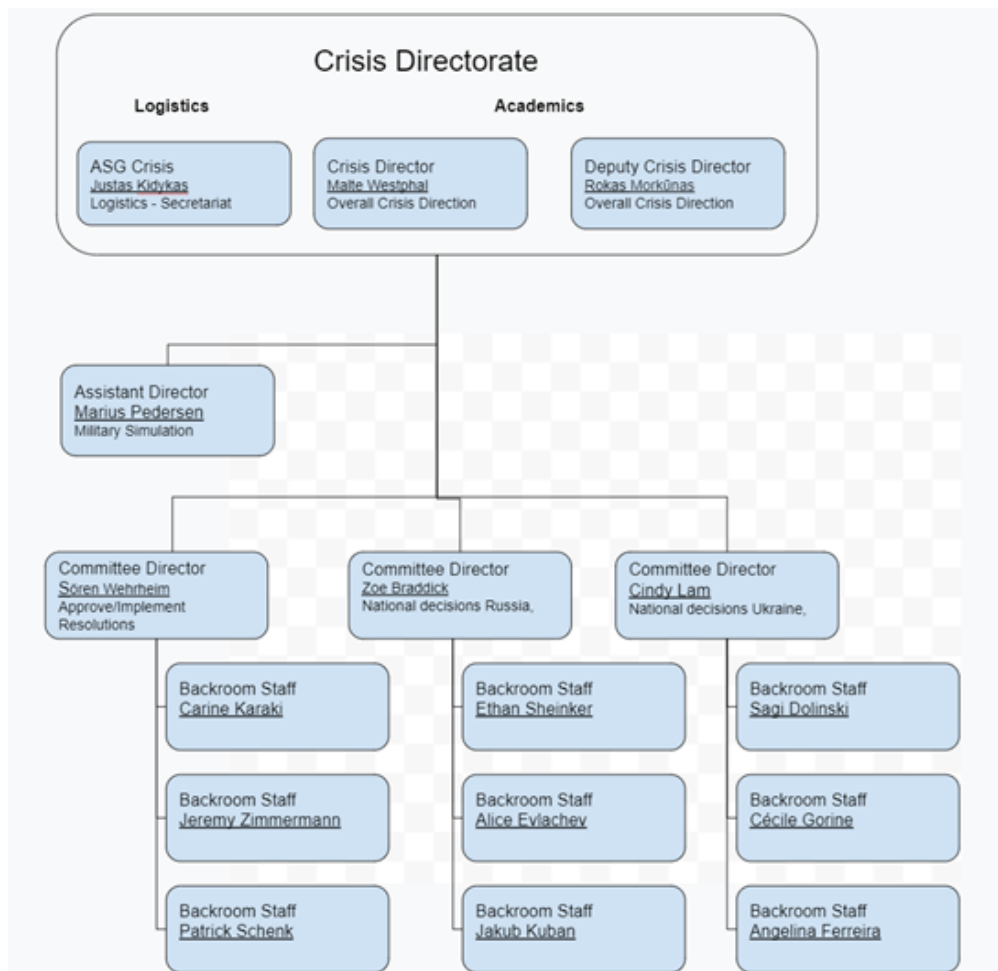 Crisis Directorate
Logistics
Academics
ASG Crisis
Justas Kidykas
Logistics - Secretariat
Crisis Director
Malte Westphal
Overall Crisis Direction
Deputy Crisis Director
Rokas Morkūnas
Overall Crisis Direction
Assistant Director
Marius Pedersen
Military Simulation
Committee Director
Sören Wehrheim
Approve/Implement
Resolutions
Committee Director
Zoe Braddick
National decisions Russia,
Committee Director
Cindy Lam
National decisions Ukraine,
Backroom Staff
Carine Karaki
Backroom Staff
Ethan Sheinker
Backroom Staff
Sagi Dolinski
Backroom Staff
Jeremy Zimmermann
Backroom Staff
Alice Evlachev
Backroom Staff
Cécile Gorine
Backroom Staff
Patrick Schenk
Backroom Staff
Jakub Kuban
Backroom Staff
Angelina Ferreira